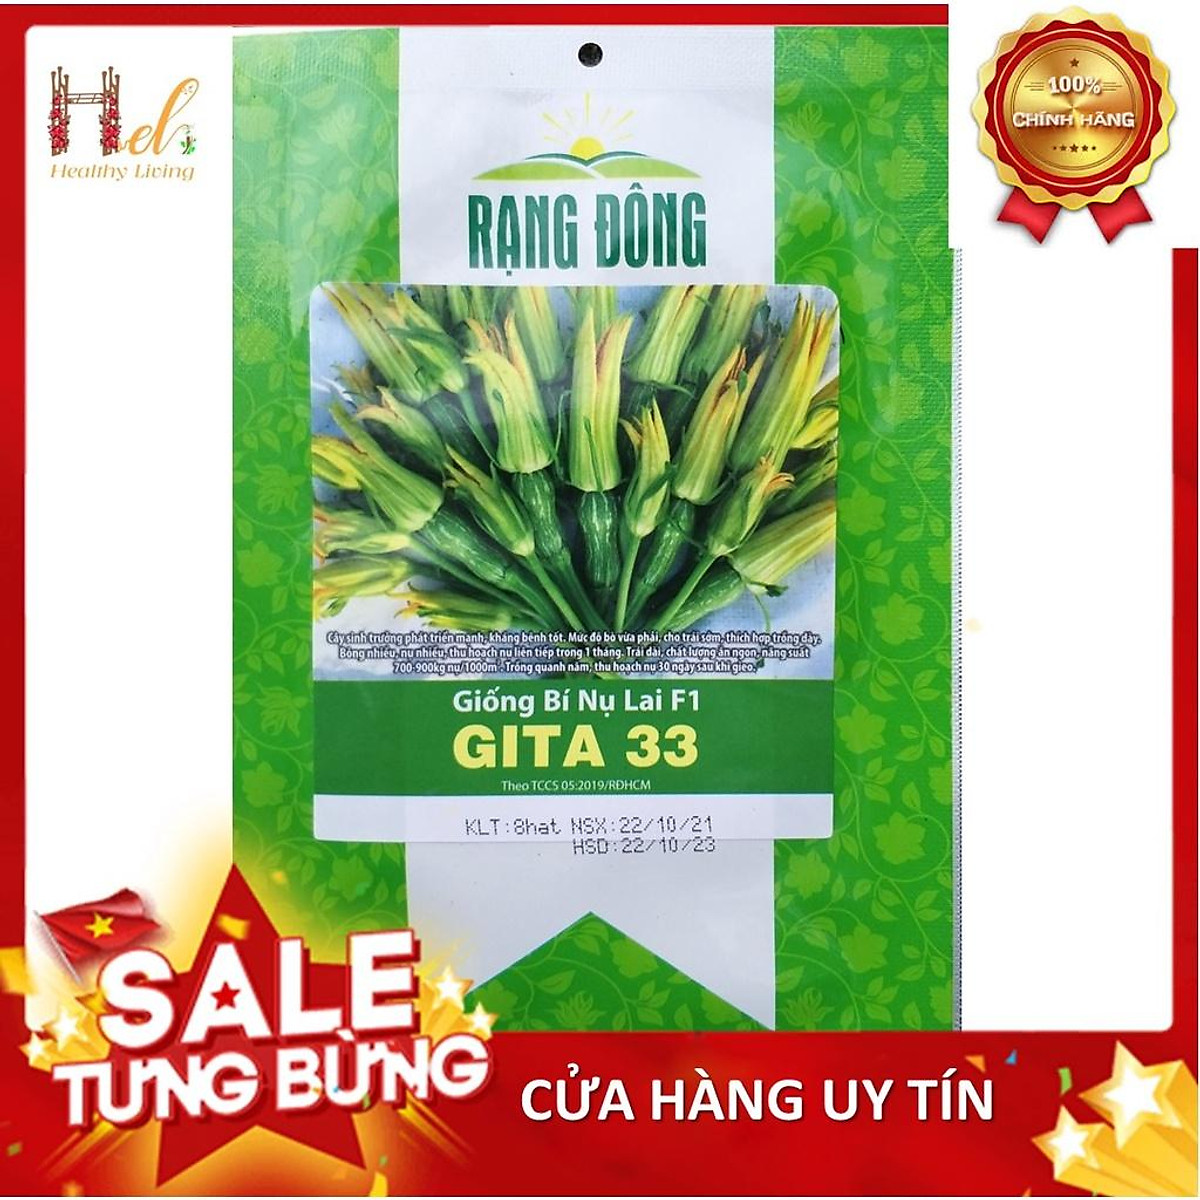 Hel
Healthy Living
100%
CHÍNH HÃNG
RẠNG ĐÔNG
Cây sinh trưởng phát triển mạnh, kháng bệnh tốt. Mức độ bò vừa phải, cho trái sớm, thích hợp trồng dày.
Bông nhiều, nụ nhiều, thu hoạch nụ liên tiếp trong 1 tháng. Trái dài, chất lượng ăn ngon, năng suất
700-900kg nụ/1000m². Trồng quanh năm, thu hoạch nụ 30 ngày sau khi gieo.
Giống Bí Nụ Lai F1
GITA 33
Theo TCCS 05:2019/RĐHCM
KLT:8hat NSX:22/10/21
HSD:22/10/23
SALE
TƯNG BỪNG
CỬA HÀNG UY TÍN